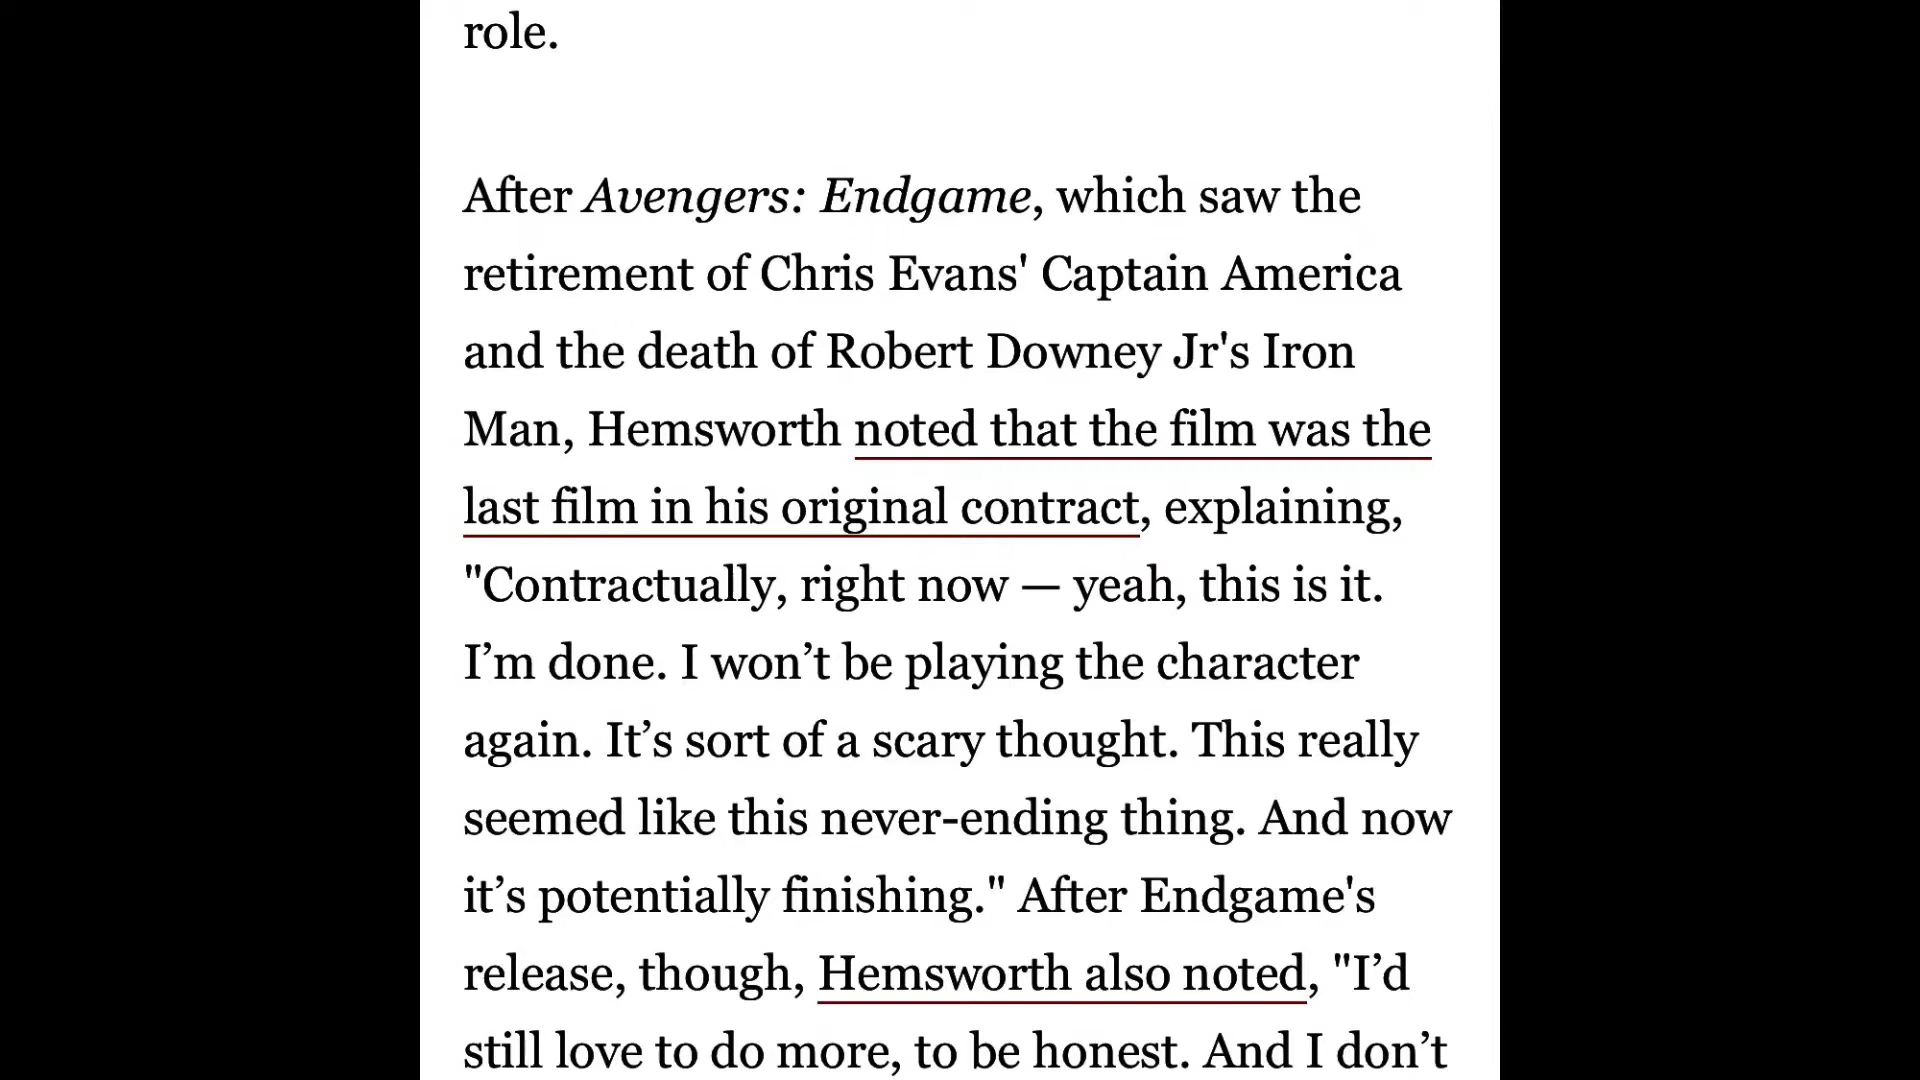 role.
After Avengers: Endgame, which saw the
retirement of Chris Evans' Captain America
and the death of Robert Downey Jr's Iron
Man, Hemsworth noted that the film was the
last film in his original contract, explaining,
"Contractually, right now — yeah, this is it.
I’m done. I won’t be playing the character
again. It’s sort of a scary thought. This really
seemed like this never-ending thing. And now
it’s potentially finishing." After Endgame's
release, though, Hemsworth also noted, "I’d
still love to do more, to be honest. And I don’t